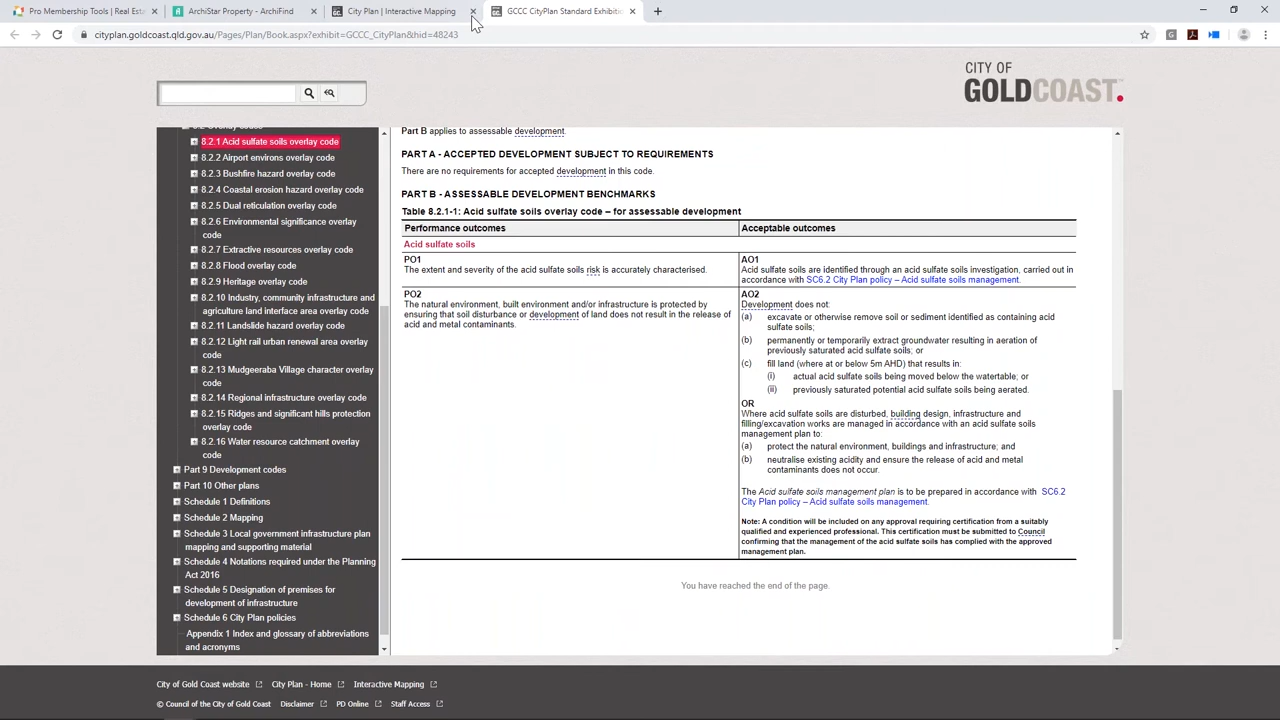 Pro Membership Tools | Real Esta
ArchiStar Property - ArchiFind
City Plan | Interactive Mapping
GCCC CityPlan Standard Exhibitio
cityplan.goldcoast.qld.gov.au/Pages/Plan/Book.aspx?exhibit=GCCC_CityPlan&hid=48243
CITY OF
GOLDCOAST.
8.2.1 Acid sulfate soils overlay code
8.2.2 Airport environs overlay code
8.2.3 Bushfire hazard overlay code
8.2.4 Coastal erosion hazard overlay code
8.2.5 Dual reticulation overlay code
8.2.6 Environmental significance overlay
code
8.2.7 Extractive resources overlay code
8.2.8 Flood overlay code
8.2.9 Heritage overlay code
8.2.10 Industry, community infrastructure and
agriculture land interface area overlay code
8.2.11 Landslide hazard overlay code
8.2.12 Light rail urban renewal area overlay
code
8.2.13 Mudgeeraba Village character overlay
code
8.2.14 Regional infrastructure overlay code
8.2.15 Ridges and significant hills protection
overlay code
8.2.16 Water resource catchment overlay
code
Part 9 Development codes
Part 10 Other plans
Schedule 1 Definitions
Schedule 2 Mapping
Schedule 3 Local government infrastructure plan
mapping and supporting material
Schedule 4 Notations required under the Planning
Act 2016
Schedule 5 Designation of premises for
development of infrastructure
Schedule 6 City Plan policies
Appendix 1 Index and glossary of abbreviations
and acronyms
Part B applies to assessable development.
PART A - ACCEPTED DEVELOPMENT SUBJECT TO REQUIREMENTS
There are no requirements for accepted development in this code.
PART B - ASSESSABLE DEVELOPMENT BENCHMARKS
Table 8.2.1-1: Acid sulfate soils overlay code – for assessable development
Performance outcomes
Acceptable outcomes
Acid sulfate soils
PO1
The extent and severity of the acid sulfate soils risk is accurately characterised.
AO1
Acid sulfate soils are identified through an acid sulfate soils investigation, carried out in
accordance with SC6.2 City Plan policy – Acid sulfate soils management.
PO2
The natural environment, built environment and/or infrastructure is protected by
ensuring that soil disturbance or development of land does not result in the release of
acid and metal contaminants.
AO2
Development does not:
(a) excavate or otherwise remove soil or sediment identified as containing acid
sulfate soils;
(b) permanently or temporarily extract groundwater resulting in aeration of
previously saturated acid sulfate soils; or
(c) fill land (where at or below 5m AHD) that results in:
(i) actual acid sulfate soils being moved below the watertable; or
(ii) previously saturated potential acid sulfate soils being aerated.
OR
Where acid sulfate soils are disturbed, building design, infrastructure and
filling/excavation works are managed in accordance with an acid sulfate soils
management plan to:
(a) protect the natural environment, buildings and infrastructure; and
(b) neutralise existing acidity and ensure the release of acid and metal
contaminants does not occur.
The Acid sulfate soils management plan is to be prepared in accordance with SC6.2
City Plan policy – Acid sulfate soils management.
Note: A condition will be included on any approval requiring certification from a suitably
qualified and experienced professional. This certification must be submitted to Council
confirming that the management of the acid sulfate soils has complied with the approved
management plan.
You have reached the end of the page.
City of Gold Coast website
City Plan - Home
Interactive Mapping
© Council of the City of Gold Coast
Disclaimer
PD Online
Staff Access